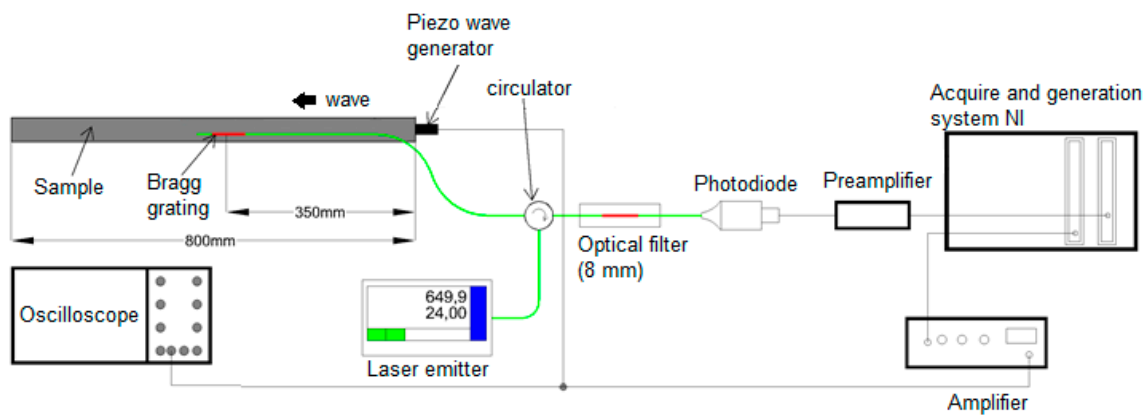 Piezo wave
generator
circulator
wave
Acquire and generation
system NI
Sample
Bragg
grating
Photodiode
Preamplifier
350mm
800mm
Optical filter
(8 mm)
Oscilloscope
649,9
24,00
Laser emitter
Amplifier